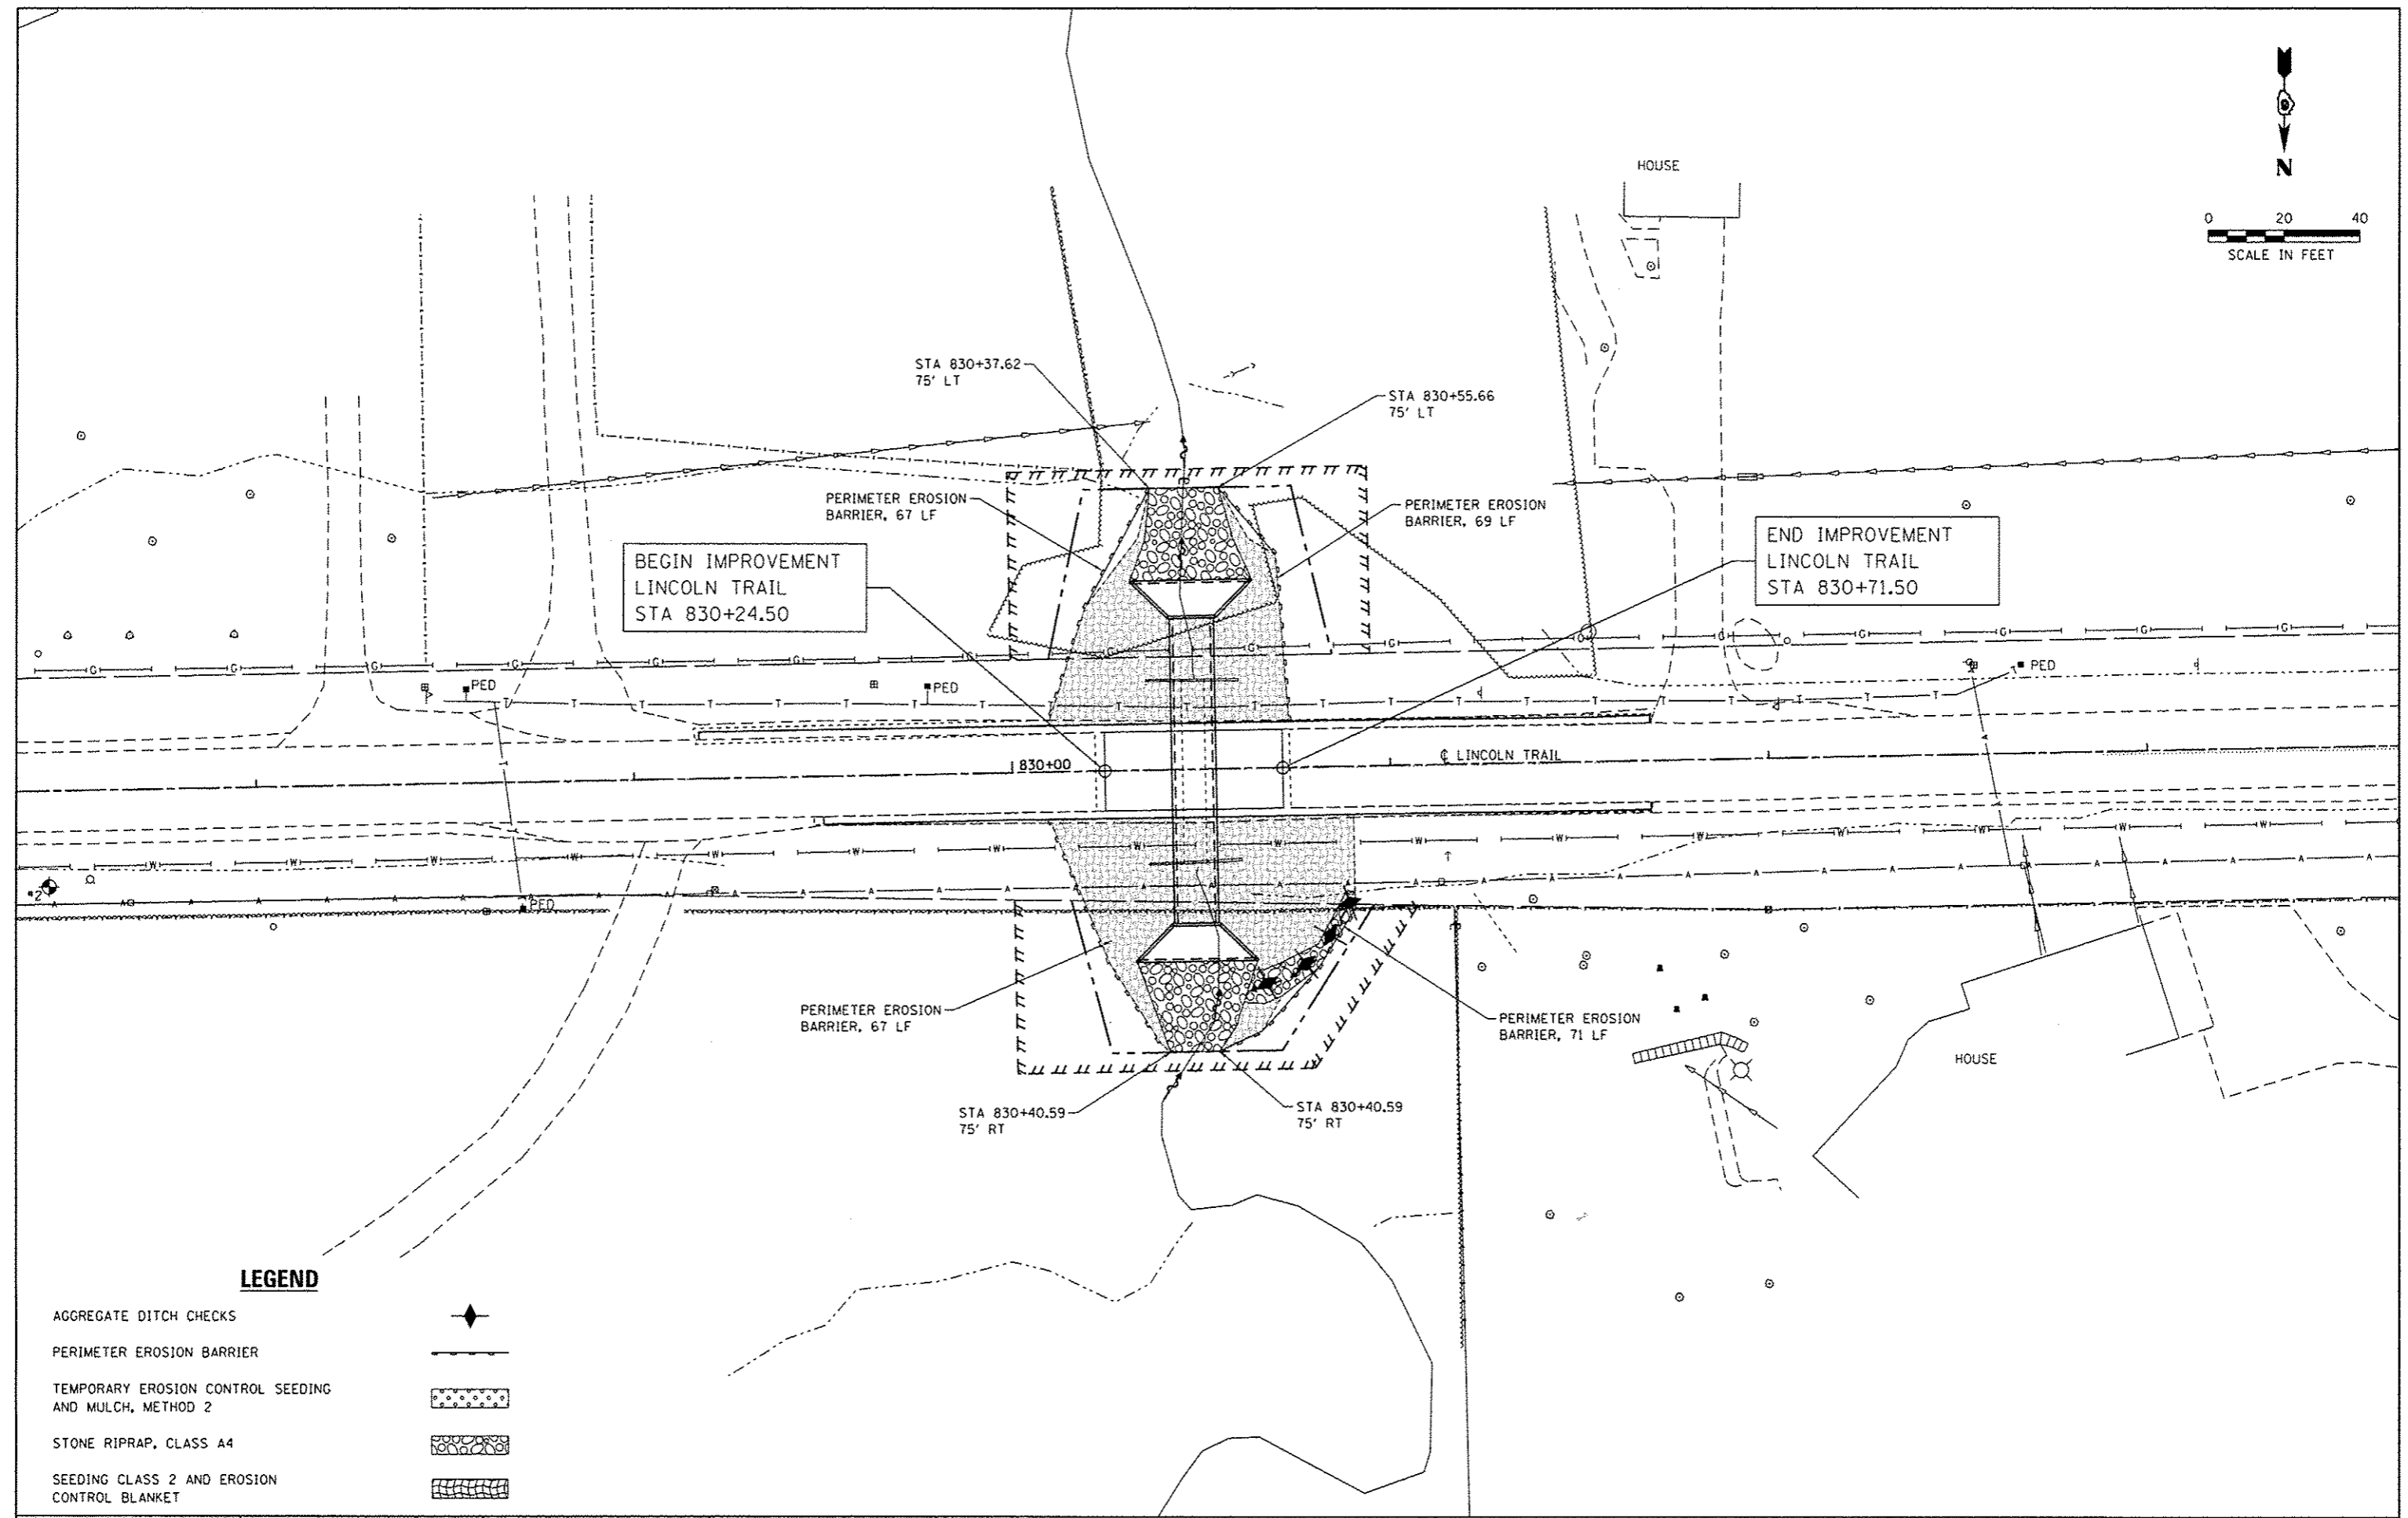 HOUSE
N
0 20 40
SCALE IN FEET
STA 830+37.62
75' LT
STA 830+55.66
75' LT
PERIMETER EROSION
BARRIER, 67 LF
PERIMETER EROSION
BARRIER, 69 LF
BEGIN IMPROVEMENT
LINCOLN TRAIL
STA 830+24.50
END IMPROVEMENT
LINCOLN TRAIL
STA 830+71.50
G G G G G G G G G G G G G G
PED
PED
PED
T T T T T T T T T T T T T T T T T T T T
830+00
℄ LINCOLN TRAIL
W W W W W W W W W W W W W W W W
2
A A A A A A A A A A A A A A A A A A A A
PED
PERIMETER EROSION
BARRIER, 67 LF
PERIMETER EROSION
BARRIER, 71 LF
HOUSE
STA 830+40.59
75' RT
STA 830+40.59
75' RT
LEGEND
AGGREGATE DITCH CHECKS
PERIMETER EROSION BARRIER
TEMPORARY EROSION CONTROL SEEDING
AND MULCH, METHOD 2
STONE RIPRAP, CLASS A4
SEEDING CLASS 2 AND EROSION
CONTROL BLANKET